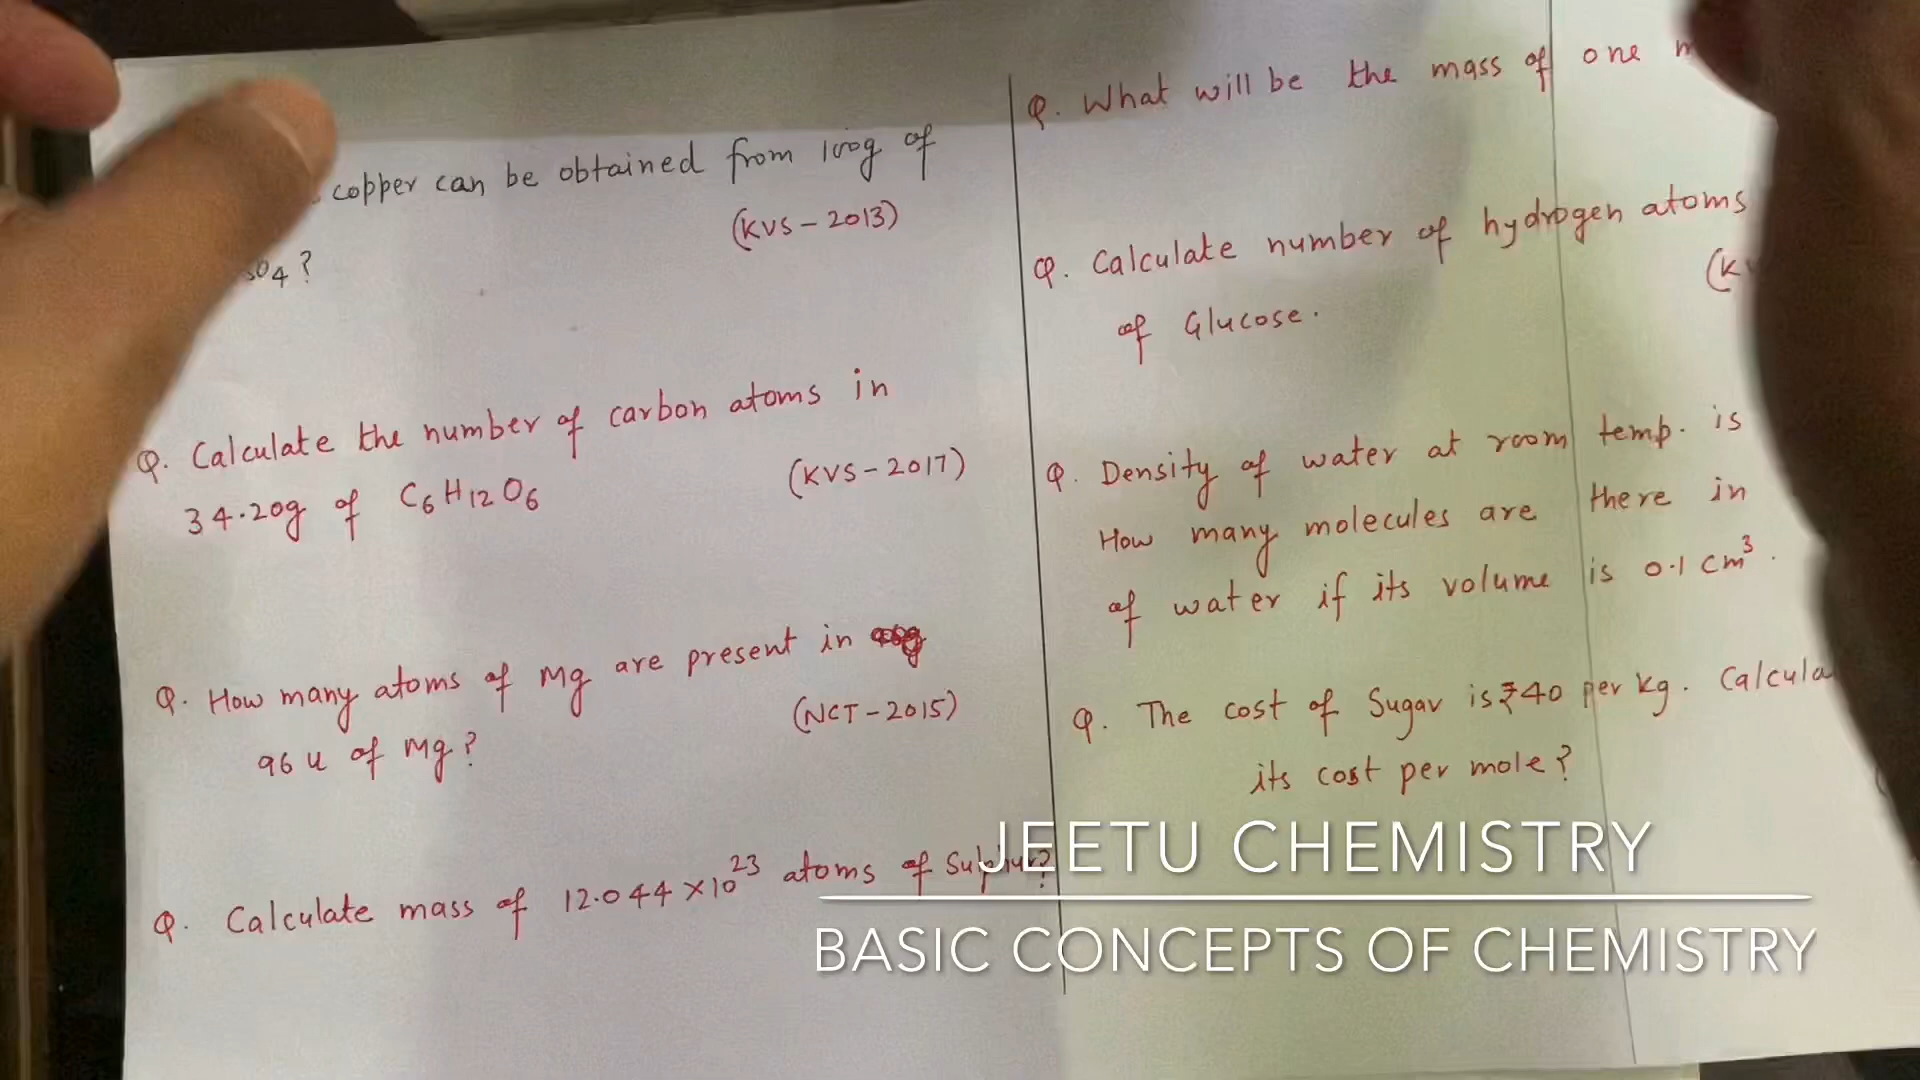 copper can be obtained from 100g of
(KVS-2013)
SO4?
Q. Calculate the number of carbon atoms in
34.20g of C6H12O6 (KVS-2017)
Q. How many atoms of Mg are present in
96 u of Mg? (NCT-2015)
Q. Calculate mass of 12.044 × 10^23 atoms of Sulphur?
Q. What will be the mass of one
Q. Calculate number of hydrogen atoms
of Glucose.
Q. Density of water at room temp. is
How many molecules are there in
of water if its volume is 0.1 cm³.
Q. The cost of Sugar is ₹40 per kg. Calcula
its cost per mole?
JEETU CHEMISTRY
BASIC CONCEPTS OF CHEMISTRY